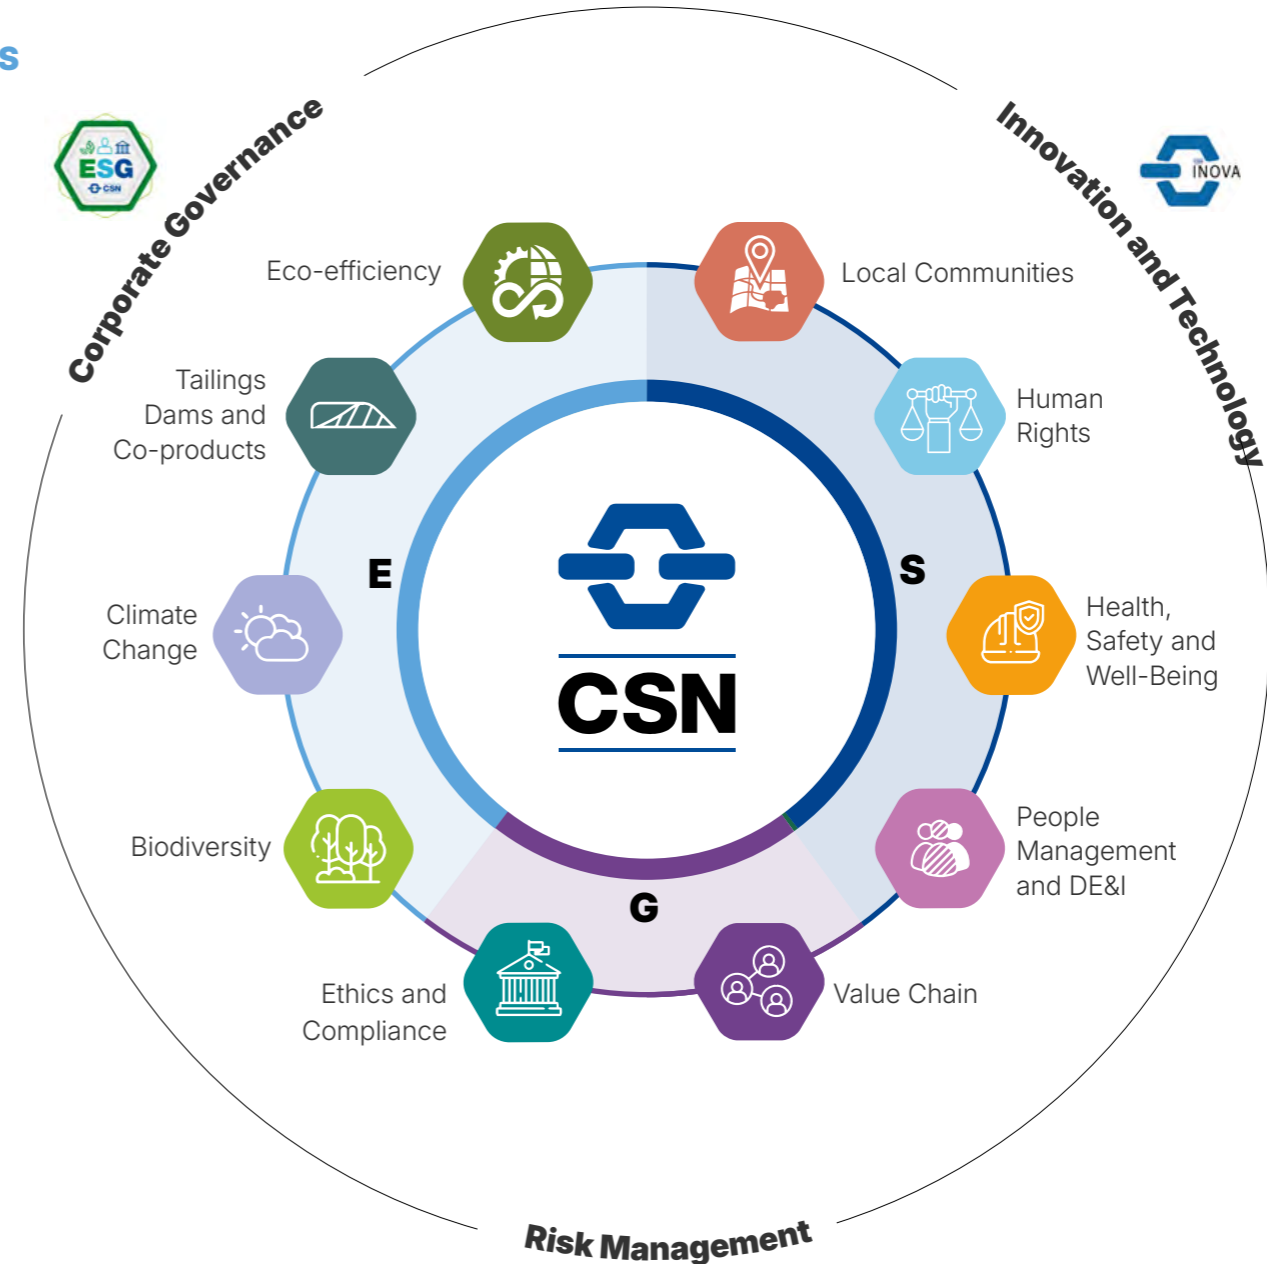 s
Corporate Governance
ESG
CSN
Innovation and Technology
INOVA
Eco-efficiency
Local Communities
Tailings
Dams and
Co-products
Human
Rights
E
S
Climate
Change
Health,
Safety and
Well-Being
CSN
Biodiversity
People
Management
and DE&I
G
Ethics and
Compliance
Value Chain
Risk Management